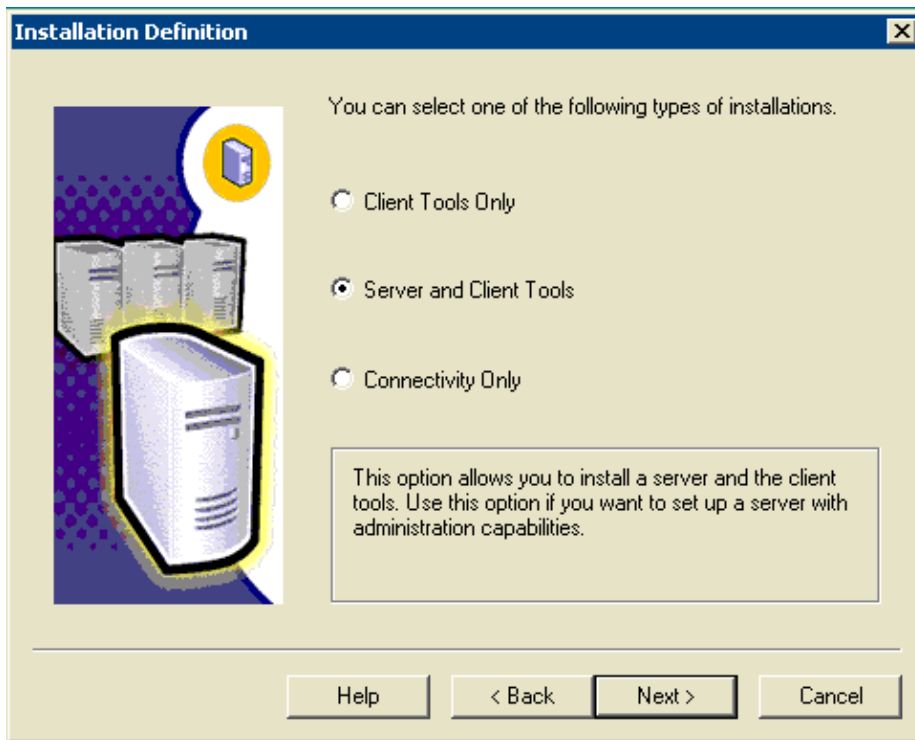 Installation Definition
You can select one of the following types of installations.
Client Tools Only
Server and Client Tools
Connectivity Only
This option allows you to install a server and the client
tools. Use this option if you want to set up a server with
administration capabilities.
Help
< Back
Next >
Cancel